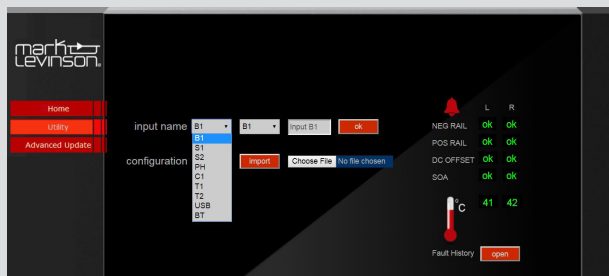 mark
Levinson.
Home
Utility
Advanced Update
input name B1 B1 Input B1 ok
B1
S1
S2
PH
C1
T1
T2
USB
BT
configuration import Choose File No file chosen
L R
NEG RAIL ok ok
POS RAIL ok ok
DC OFFSET ok ok
SOA ok ok
°C 41 42
Fault History open